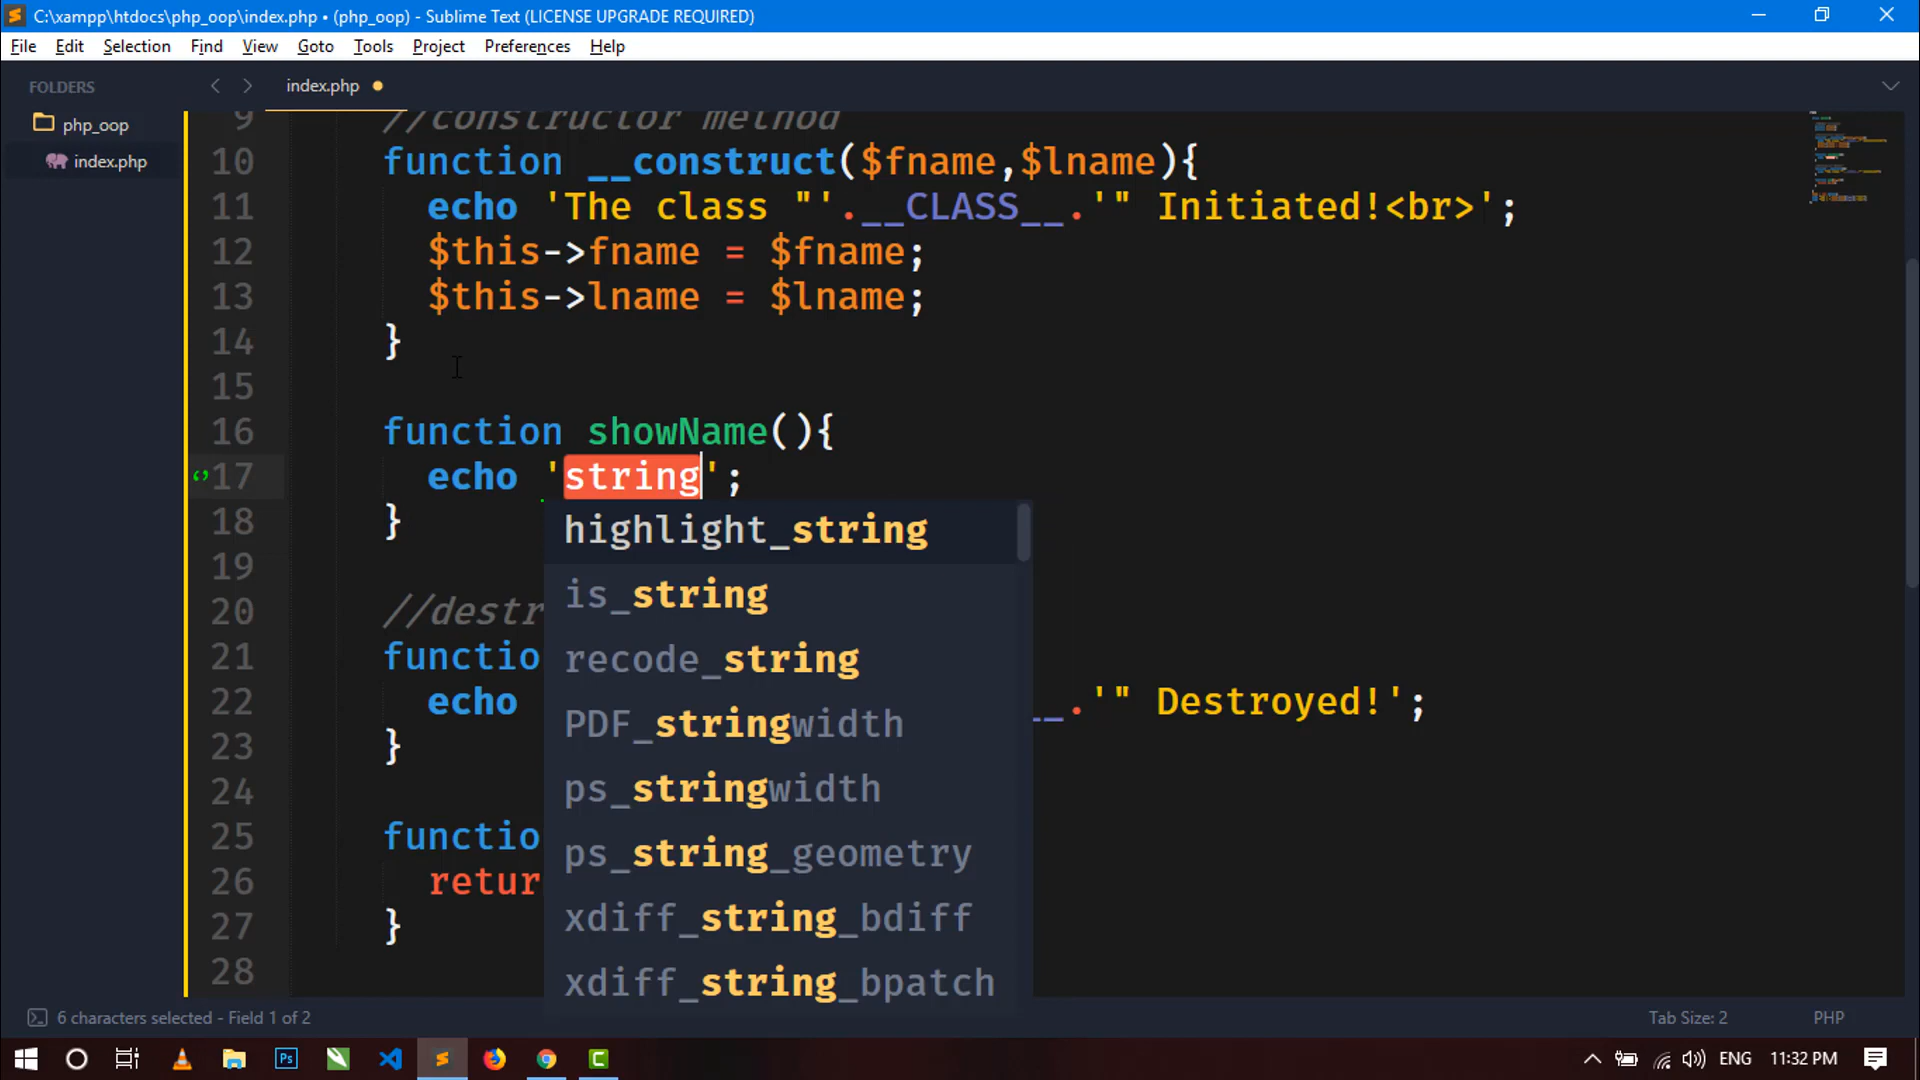 C:\xampp\htdocs\php_oop\index.php • (php_oop) - Sublime Text (LICENSE UPGRADE REQUIRED)
File Edit Selection Find View Goto Tools Project Preferences Help
FOLDERS
php_oop
index.php
index.php
9 //constructor method
10 function __construct($fname,$lname){
11 echo 'The class "'.__CLASS__.'" Initiated!<br>';
12 $this->fname = $fname;
13 $this->lname = $lname;
14 }
15
16 function showName(){
17 echo 'string';
18 }
19
20 //destr
21 functio
22 echo __.'" Destroyed!';
23 }
24
25 functio
26 retur
27 }
28
highlight_string
is_string
recode_string
PDF_stringwidth
ps_stringwidth
ps_string_geometry
xdiff_string_bdiff
xdiff_string_bpatch
6 characters selected - Field 1 of 2
Tab Size: 2
PHP
Ps
ENG
11:32 PM